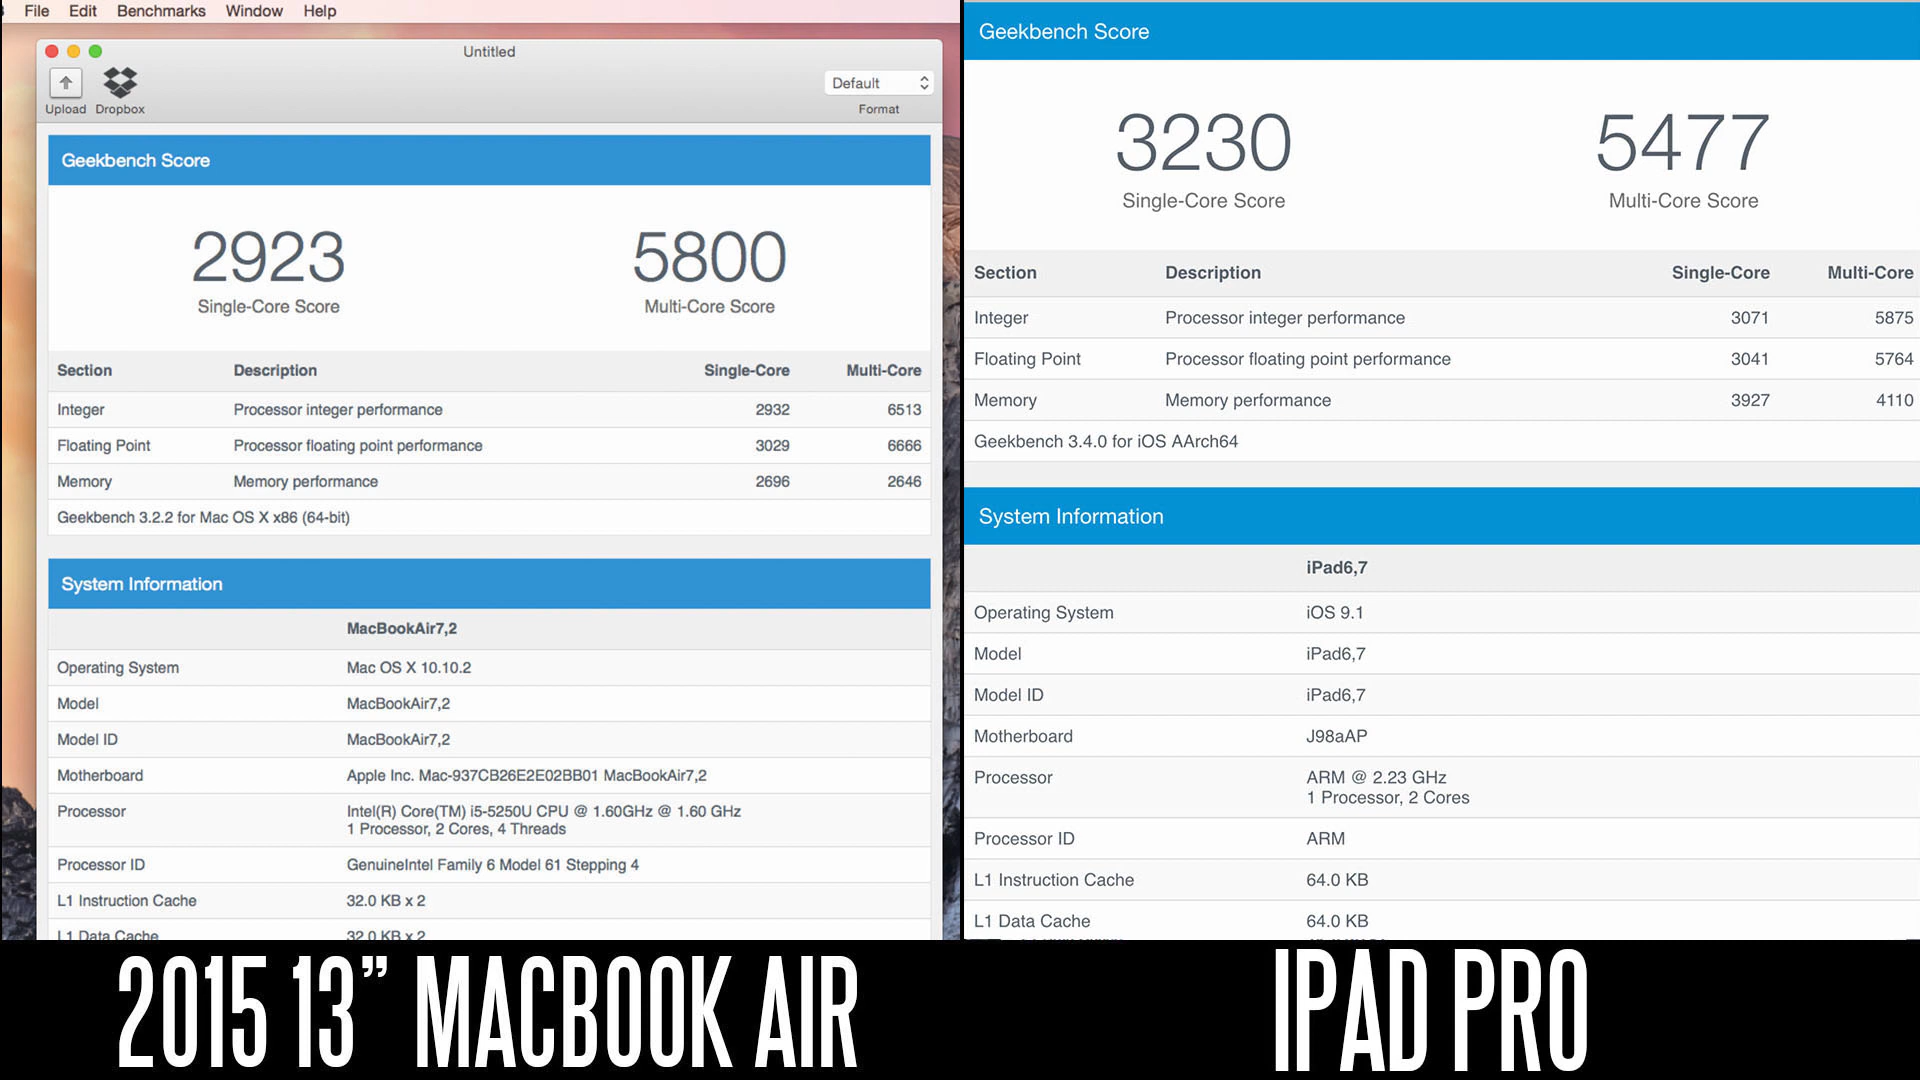 File Edit Benchmarks Window Help
Untitled
Upload Dropbox
Default
Format
Geekbench Score
2923 5800
Single-Core Score Multi-Core Score
Section Description Single-Core Multi-Core
Integer Processor integer performance 2932 6513
Floating Point Processor floating point performance 3029 6666
Memory Memory performance 2696 2646
Geekbench 3.2.2 for Mac OS X x86 (64-bit)
System Information
MacBookAir7,2
Operating System Mac OS X 10.10.2
Model MacBookAir7,2
Model ID MacBookAir7,2
Motherboard Apple Inc. Mac-937CB26E2E02BB01 MacBookAir7,2
Processor Intel(R) Core(TM) i5-5250U CPU @ 1.60GHz @ 1.60 GHz
1 Processor, 2 Cores, 4 Threads
Processor ID GenuineIntel Family 6 Model 61 Stepping 4
L1 Instruction Cache 32.0 KB x 2
L1 Data Cache 32.0 KB x 2
2015 13” MACBOOK AIR
Geekbench Score
3230 5477
Single-Core Score Multi-Core Score
Section Description Single-Core Multi-Core
Integer Processor integer performance 3071 5875
Floating Point Processor floating point performance 3041 5764
Memory Memory performance 3927 4110
Geekbench 3.4.0 for iOS AArch64
System Information
iPad6,7
Operating System iOS 9.1
Model iPad6,7
Model ID iPad6,7
Motherboard J98aAP
Processor ARM @ 2.23 GHz
1 Processor, 2 Cores
Processor ID ARM
L1 Instruction Cache 64.0 KB
L1 Data Cache 64.0 KB
IPAD PRO